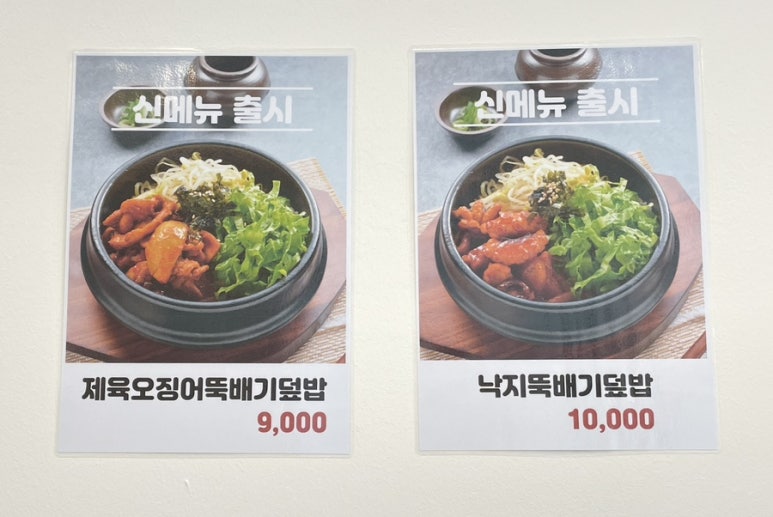 신메뉴 출시
제육오징어뚝배기덮밥
9,000
신메뉴 출시
낙지뚝배기덮밥
10,000